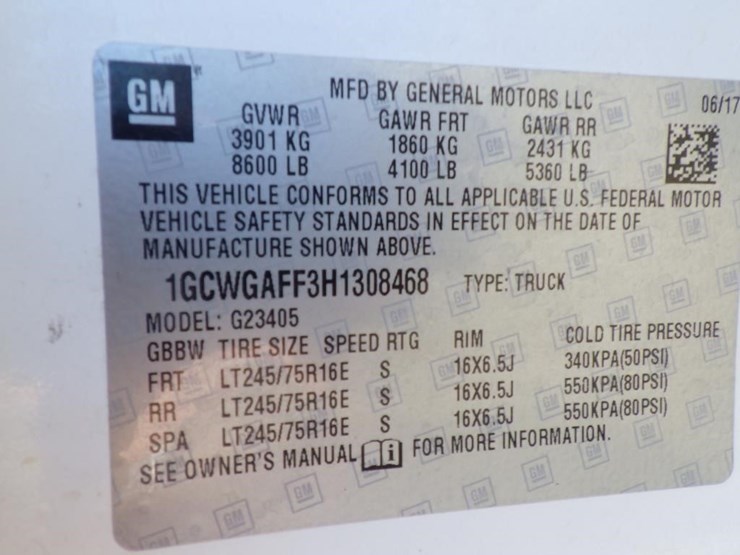 GM
MFD BY GENERAL MOTORS LLC 06/17
GVWR GAWR FRT GAWR RR
3901 KG 1860 KG 2431 KG
8600 LB 4100 LB 5360 LB
THIS VEHICLE CONFORMS TO ALL APPLICABLE U.S. FEDERAL MOTOR
VEHICLE SAFETY STANDARDS IN EFFECT ON THE DATE OF
MANUFACTURE SHOWN ABOVE.
1GCWGAFF3H1308468 TYPE: TRUCK
MODEL: G23405
GBBW TIRE SIZE SPEED RTG RIM COLD TIRE PRESSURE
FRT LT245/75R16E S 16X6.5J 340KPA(50PSI)
RR LT245/75R16E S 16X6.5J 550KPA(80PSI)
SPA LT245/75R16E S 16X6.5J 550KPA(80PSI)
SEE OWNER'S MANUAL i FOR MORE INFORMATION.